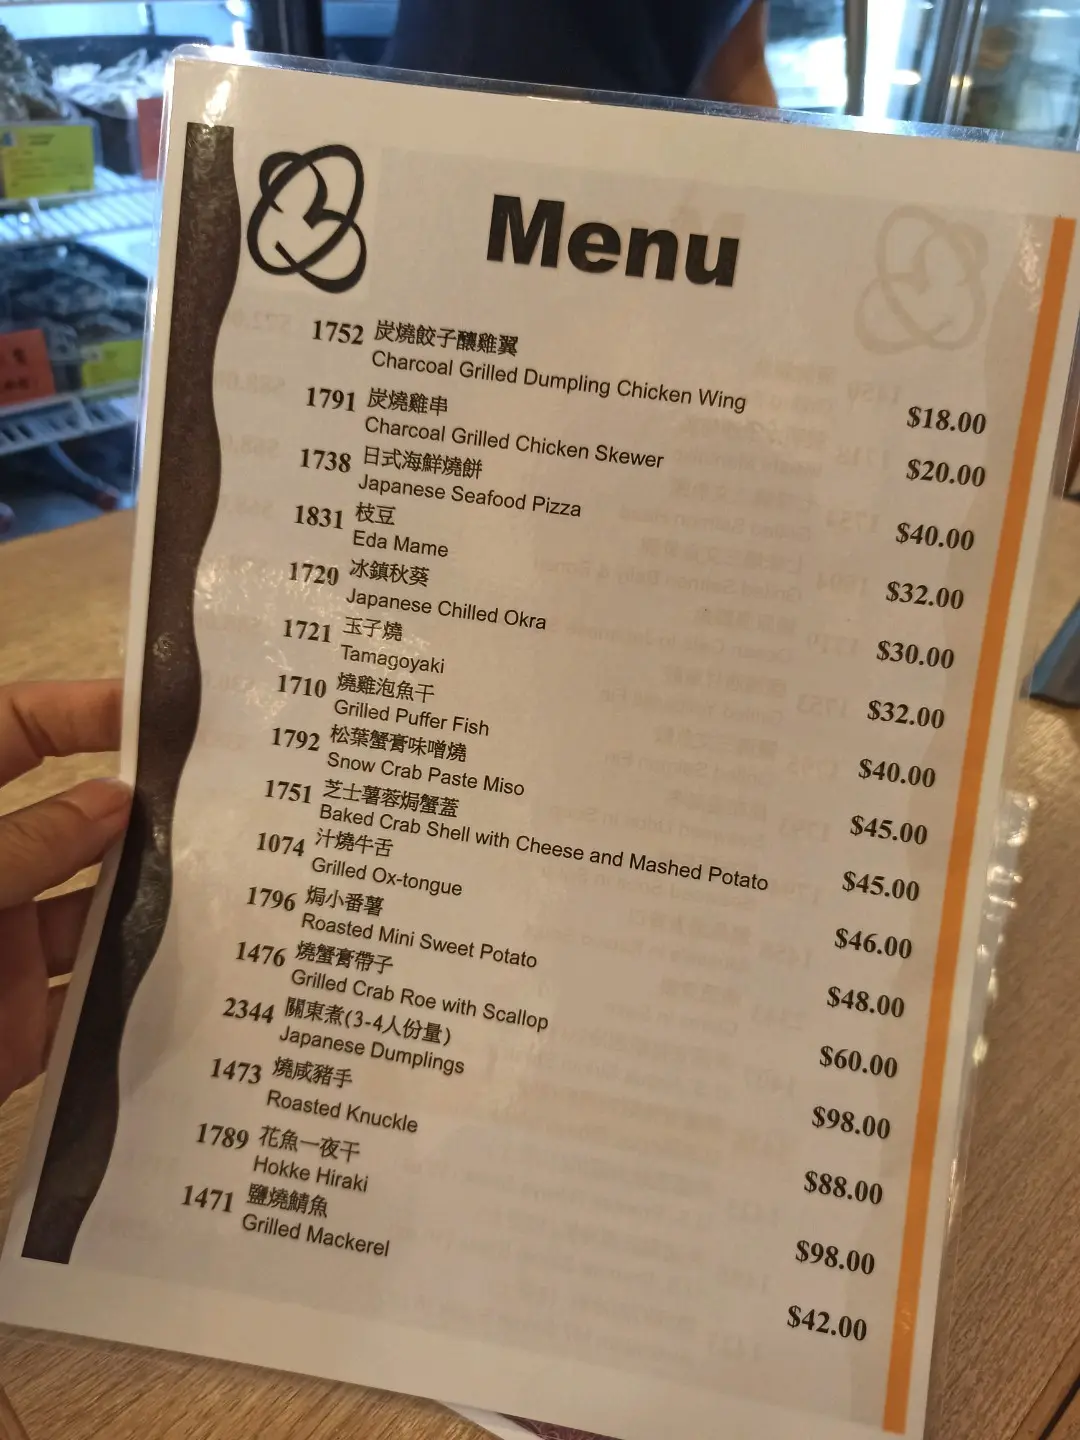 Menu
1752 炭燒餃子釀雞翼
Charcoal Grilled Dumpling Chicken Wing
$18.00
1791 炭燒雞串
Charcoal Grilled Chicken Skewer
$20.00
1738 日式海鮮燒餅
Japanese Seafood Pizza
$40.00
1831 枝豆
Eda Mame
$32.00
1720 冰鎮秋葵
Japanese Chilled Okra
$30.00
1721 玉子燒
Tamagoyaki
$32.00
1710 燒雞泡魚干
Grilled Puffer Fish
$40.00
1792 松葉蟹膏味噌燒
Snow Crab Paste Miso
$45.00
1751 芝士薯蓉焗蟹蓋
Baked Crab Shell with Cheese and Mashed Potato
$45.00
1074 汁燒牛舌
Grilled Ox-tongue
$46.00
1796 焗小番薯
Roasted Mini Sweet Potato
$48.00
1476 燒蟹膏帶子
Grilled Crab Roe with Scallop
$60.00
2344 關東煮(3-4人份量)
Japanese Dumplings
$98.00
1473 燒咸豬手
Roasted Knuckle
$88.00
1789 花魚一夜干
Hokke Hiraki
$98.00
1471 鹽燒鯖魚
Grilled Mackerel
$42.00